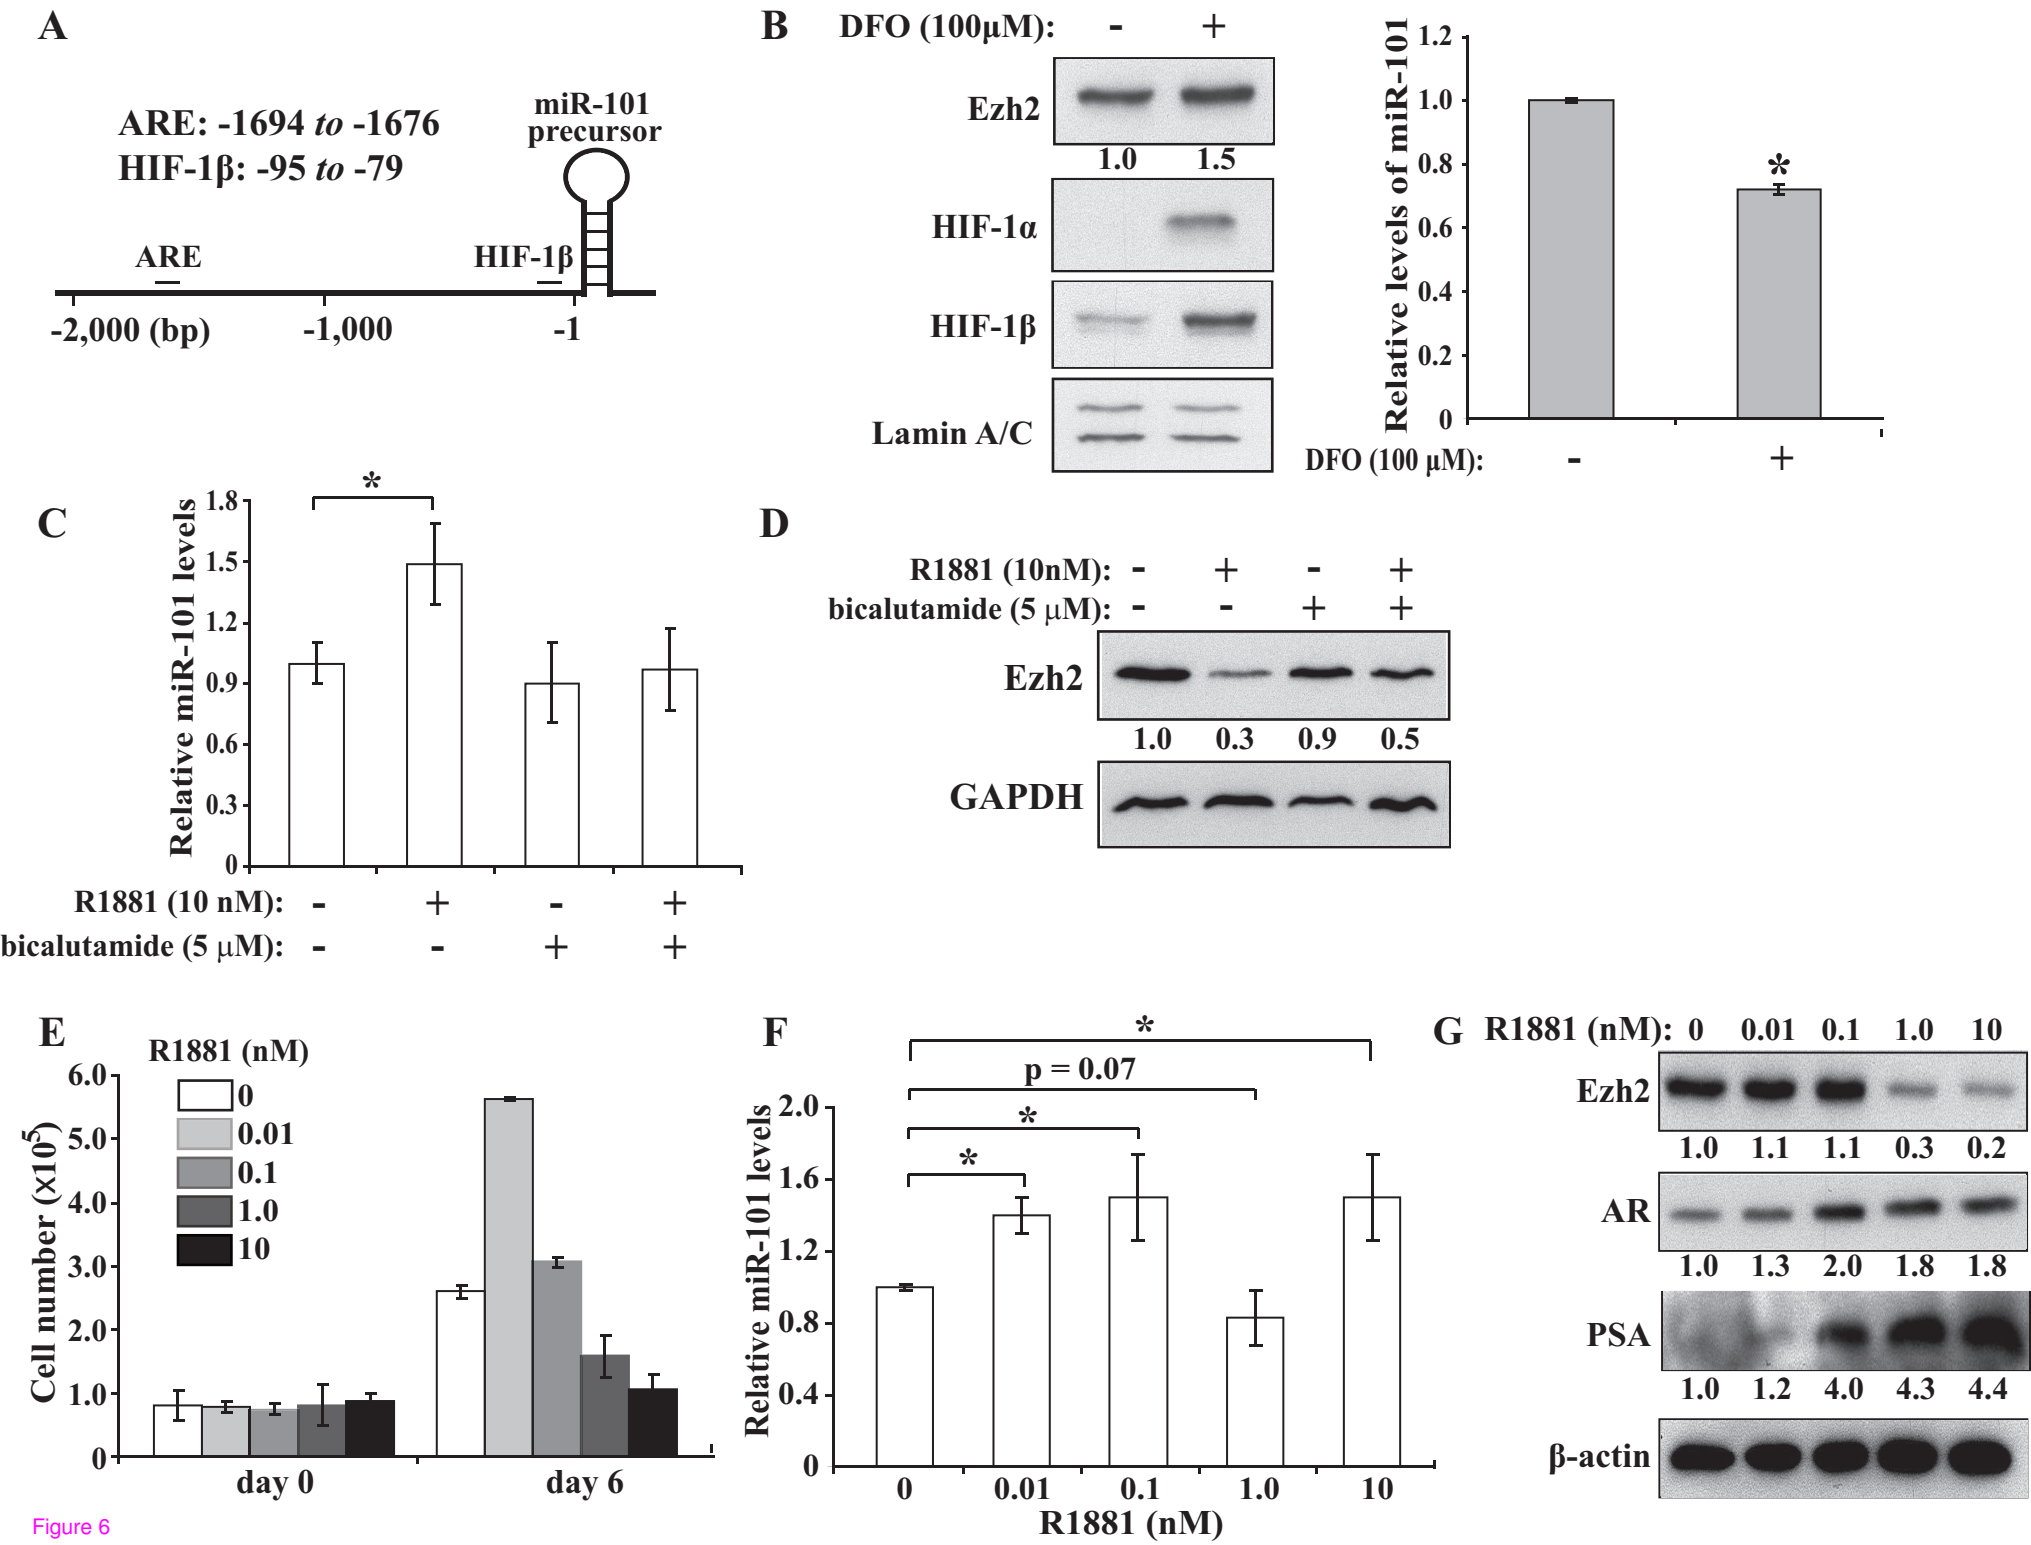 A
ARE: -1694 to -1676
HIF-1β: -95 to -79
miR-101
precursor
ARE
HIF-1β
-2,000 (bp)
-1,000
-1
B
DFO (100μM): - +
Ezh2
1.0 1.5
HIF-1α
HIF-1β
Lamin A/C
Relative levels of miR-101
1.2
1.0
0.8
0.6
0.4
0.2
0
*
DFO (100 μM): - +
C
Relative miR-101 levels
1.8
1.5
1.2
0.9
0.6
0.3
0
*
R1881 (10 nM): - + - +
bicalutamide (5 μM): - - + +
D
R1881 (10nM): - + - +
bicalutamide (5 μM): - - + +
Ezh2
1.0 0.3 0.9 0.5
GAPDH
E
R1881 (nM)
0
0.01
0.1
1.0
10
Cell number (x10⁵)
6.0
5.0
4.0
3.0
2.0
1.0
0
day 0 day 6
F
*
p = 0.07
*
*
Relative miR-101 levels
2.0
1.6
1.2
0.8
0.4
0
0 0.01 0.1 1.0 10
R1881 (nM)
G
R1881 (nM): 0 0.01 0.1 1.0 10
Ezh2
1.0 1.1 1.1 0.3 0.2
AR
1.0 1.3 2.0 1.8 1.8
PSA
1.0 1.2 4.0 4.3 4.4
β-actin
Figure 6